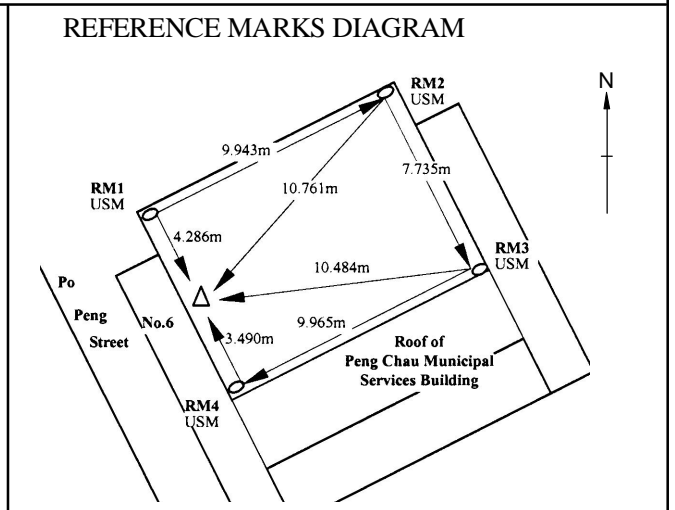 REFERENCE MARKS DIAGRAM
N
RM2
USM
9.943m
7.735m
10.761m
RM1
USM
4.286m
RM3
USM
10.484m
Po
Peng
Street
No.6
9.965m
3.490m
Roof of
Peng Chau Municipal
Services Building
RM4
USM